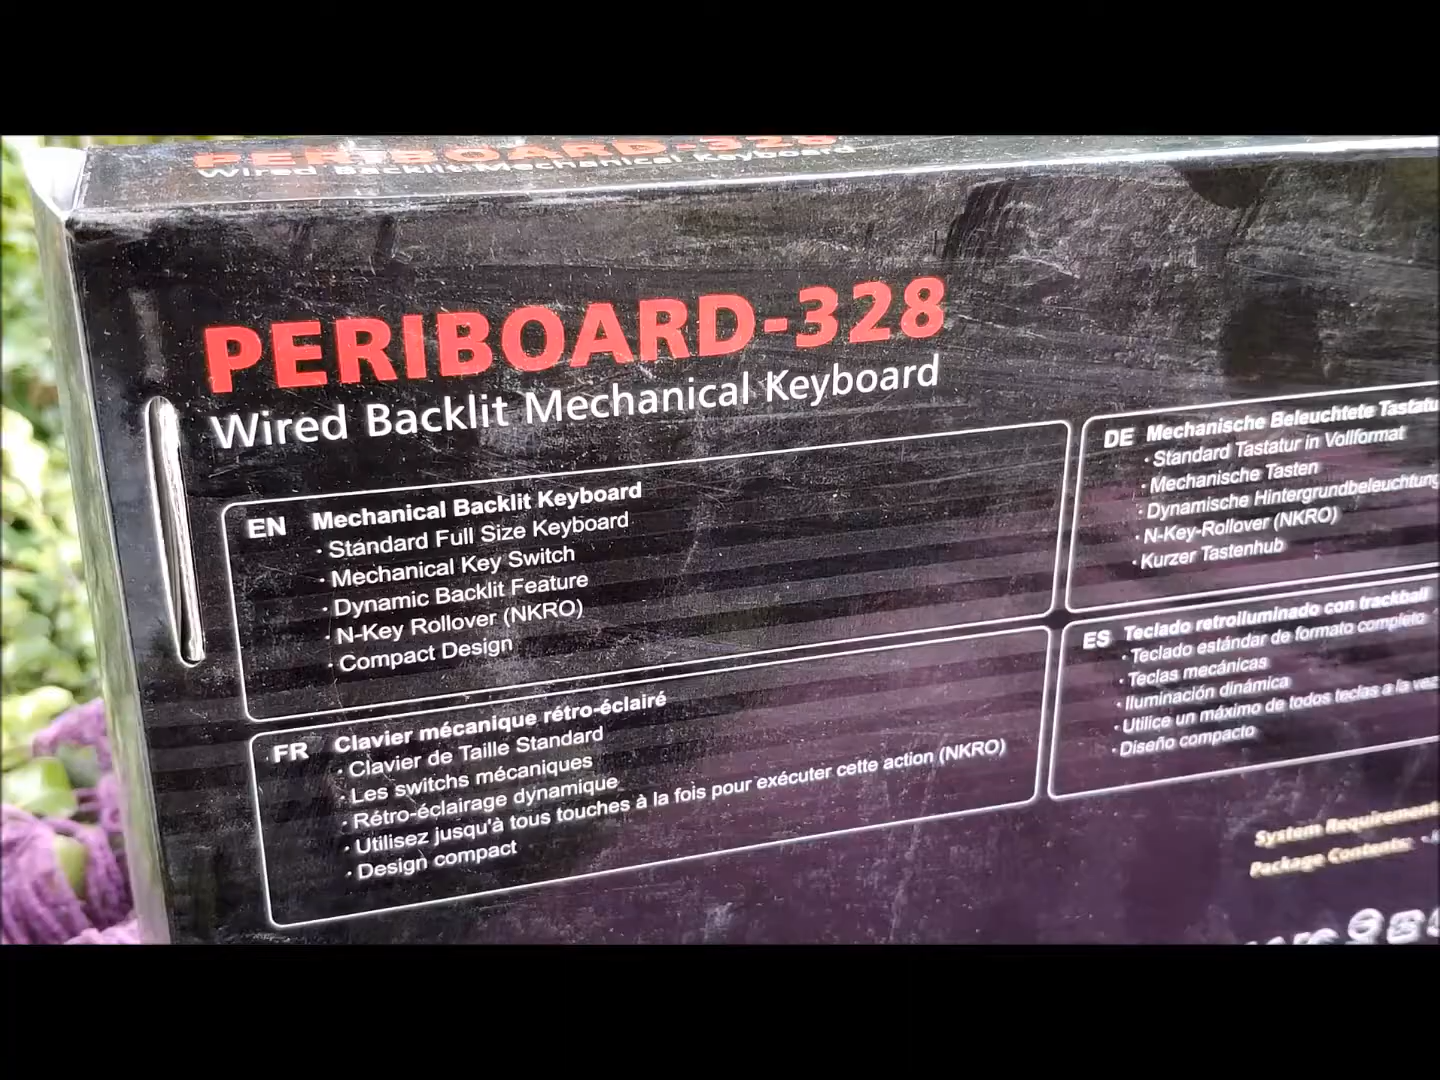 PERIBOARD-328
Wired Backlit Mechanical Keyboard
PERIBOARD-328
Wired Backlit Mechanical Keyboard
EN Mechanical Backlit Keyboard
· Standard Full Size Keyboard
· Mechanical Key Switch
· Dynamic Backlit Feature
· N-Key Rollover (NKRO)
· Compact Design
DE Mechanische Beleuchtete
· Standard Tastatur in Vollformat
· Mechanische Tasten
· Dynamische Hintergrundbeleuchtung
· N-Key-Rollover (NKRO)
· Kurzer Tastenhub
FR Clavier mécanique rétro-éclairé
· Clavier de Taille Standard
· Les switchs mécaniques
· Rétro-éclairage dynamique
· Utilisez jusqu'à tous touches à la fois pour exécuter cette action (NKRO)
· Design compact
ES Teclado retroiluminado con trackball
· Teclado estándar de formato completo
· Teclas mecánicas
· Iluminación dinámica
· Utilice un máximo de todos teclas a la vez
· Diseño compacto
System Requirement
Package Contents: